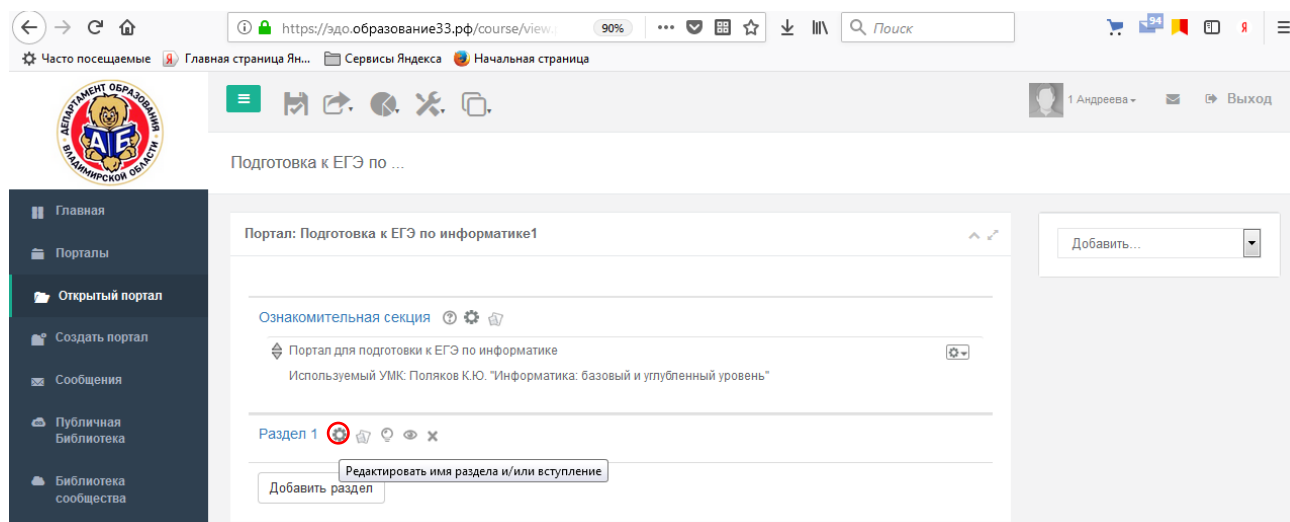 https://эдо.образование33.рф/course/view.
90%
Поиск
94
Я
Часто посещаемые
Я
Главная страница Ян...
Сервисы Яндекса
Начальная страница
ДЕПАРТАМЕНТ ОБРАЗОВАНИЯ
АБ
ВЛАДИМИРСКОЙ ОБЛАСТИ
1 Андреева
Выход
Подготовка к ЕГЭ по ...
Главная
Порталы
Открытый портал
Создать портал
Сообщения
Публичная
Библиотека
Библиотека
сообщества
Портал: Подготовка к ЕГЭ по информатике1
Добавить...
Ознакомительная секция
Портал для подготовки к ЕГЭ по информатике
Используемый УМК: Поляков К.Ю. "Информатика: базовый и углубленный уровень"
Раздел 1
Редактировать имя раздела и/или вступление
Добавить раздел